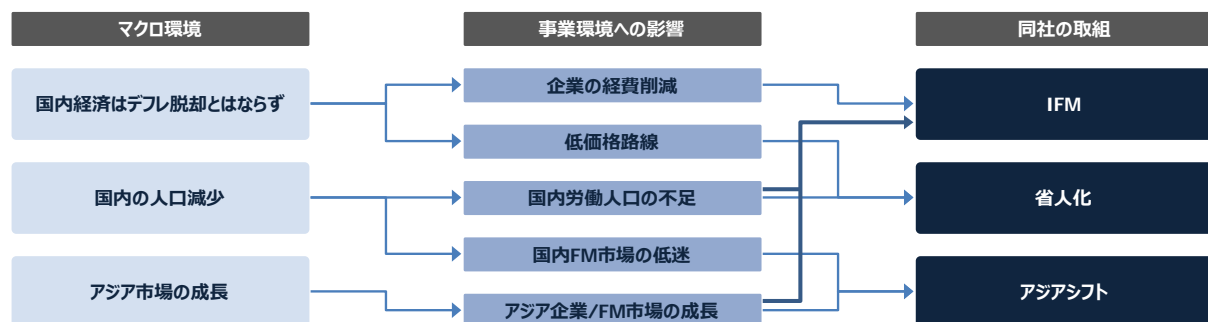 マクロ環境
事業環境への影響
同社の取組
国内経済はデフレ脱却とはならず
企業の経費削減
IFM
低価格路線
国内の人口減少
国内労働人口の不足
省人化
国内FM市場の低迷
アジア市場の成長
アジアシフト
アジア企業/FM市場の成長